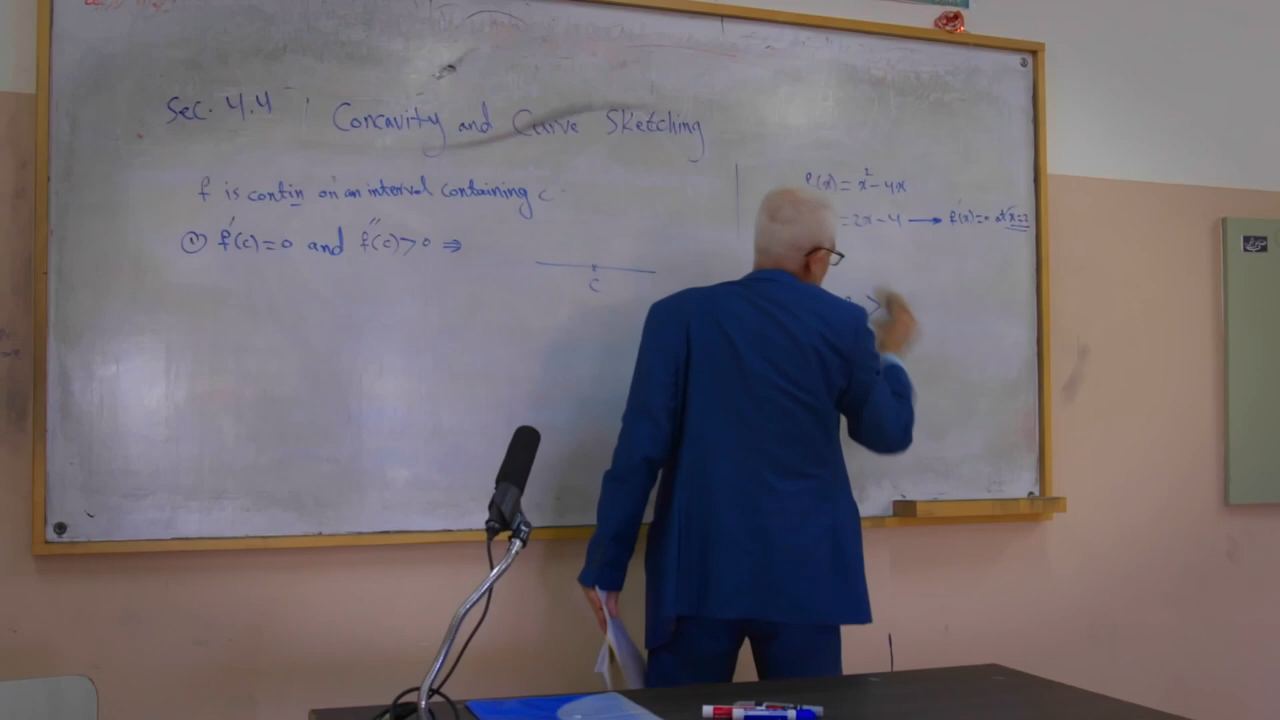 Sec. 4.4 Concavity and Curve Sketching
f is contin on an interval containing c
① f'(c)=0 and f''(c)>0 ⇒
c
f(x) = x² - 4x
= 2x - 4 → f'(x)=0 at x=2
>